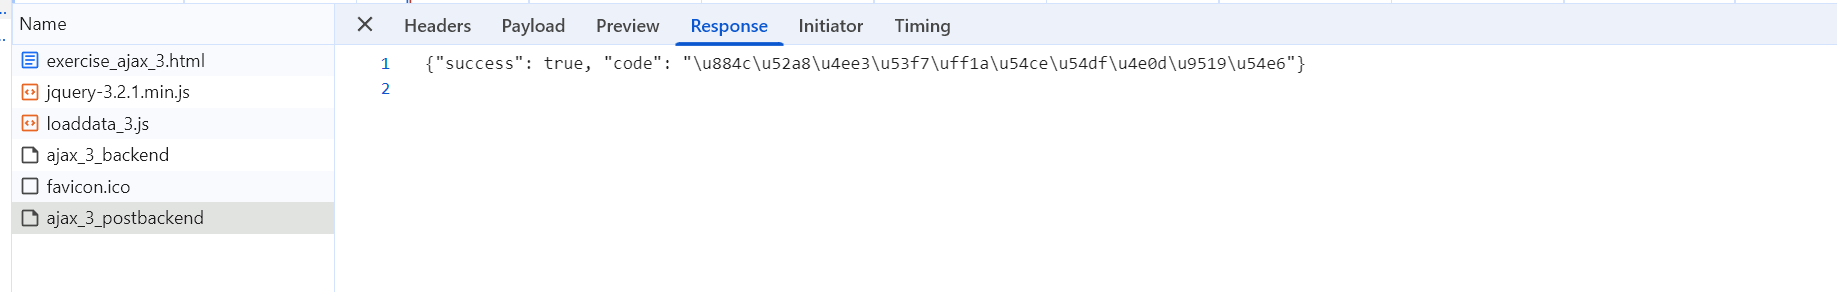 Name
Headers Payload Preview Response Initiator Timing
exercise_ajax_3.html
jquery-3.2.1.min.js
loaddata_3.js
ajax_3_backend
favicon.ico
ajax_3_postbackend
1 {"success": true, "code": "\u884c\u52a8\u4ee3\u53f7\uff1a\u54ce\u54df\u4e0d\u9519\u54e6"}
2